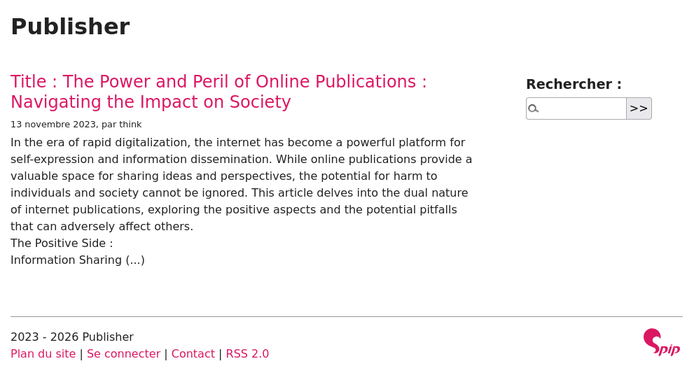 Publisher
Title : The Power and Peril of Online Publications :
Navigating the Impact on Society
13 novembre 2023, par think
In the era of rapid digitalization, the internet has become a powerful platform for
self-expression and information dissemination. While online publications provide a
valuable space for sharing ideas and perspectives, the potential for harm to
individuals and society cannot be ignored. This article delves into the dual nature
of internet publications, exploring the positive aspects and the potential pitfalls
that can adversely affect others.
The Positive Side :
Information Sharing (...)
Rechercher :
>>
2023 - 2026 Publisher
Plan du site | Se connecter | Contact | RSS 2.0
Spip